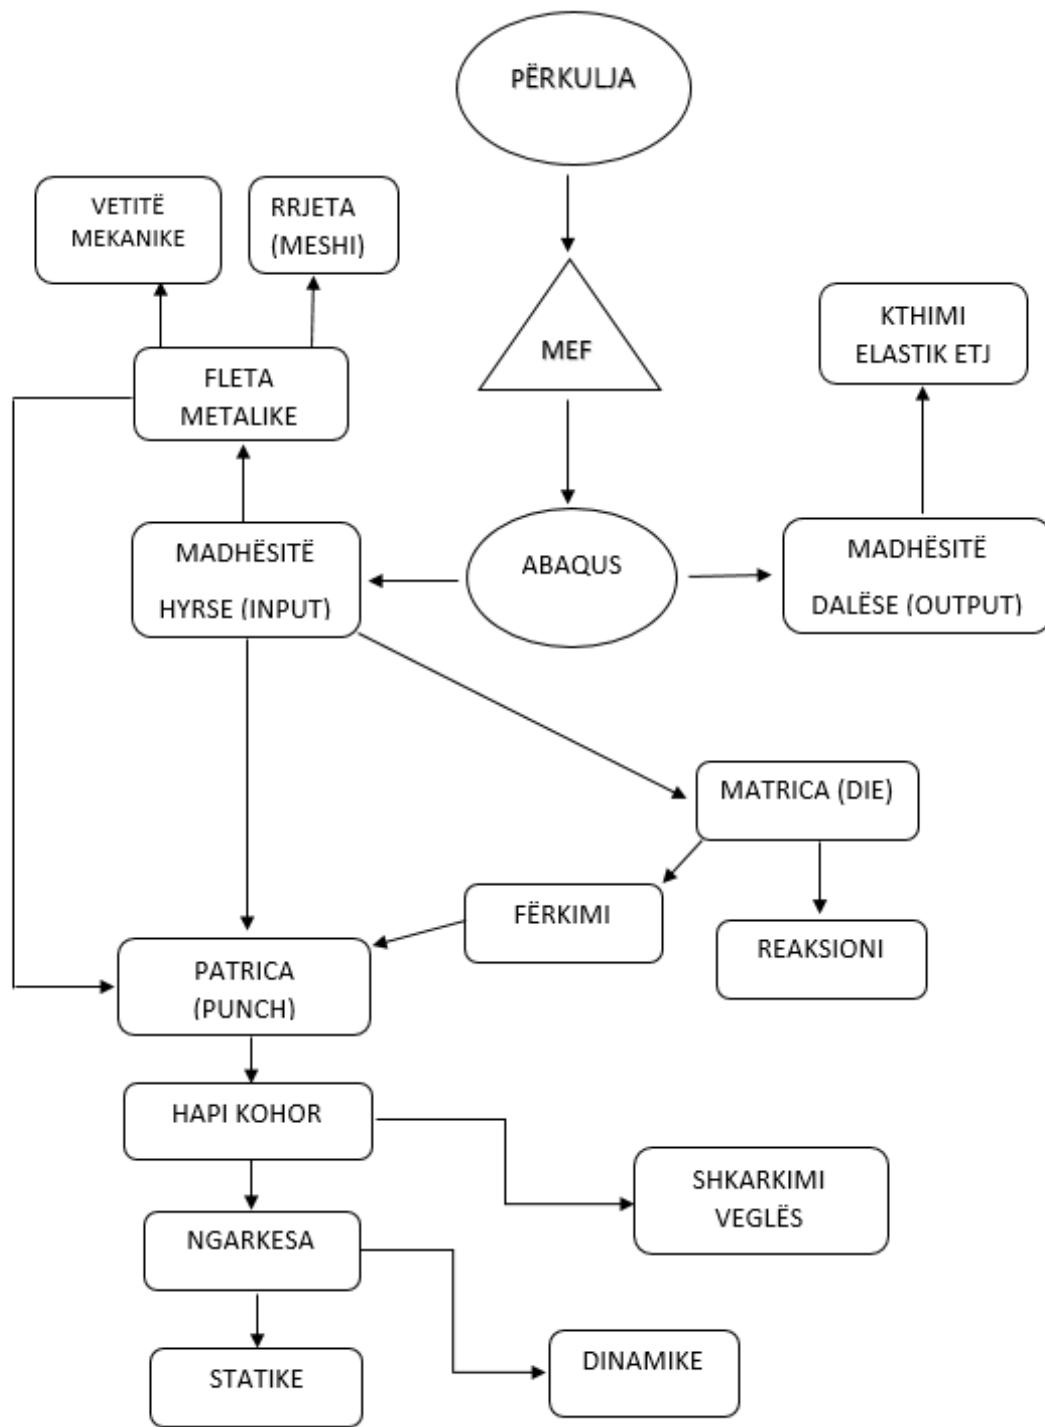 PËRKULJA
VETITË
MEKANIKE
RRJETA
(MESHI)
MEF
KTHIMI
ELASTIK ETJ
FLETA
METALIKE
MADHËSITË
HYRSE (INPUT)
ABAQUS
MADHËSITË
DALËSE (OUTPUT)
MATRICA (DIE)
FËRKIMI
REAKSIONI
PATRICA
(PUNCH)
HAPI KOHOR
SHKARKIMI
VEGLËS
NGARKESA
STATIKE
DINAMIKE